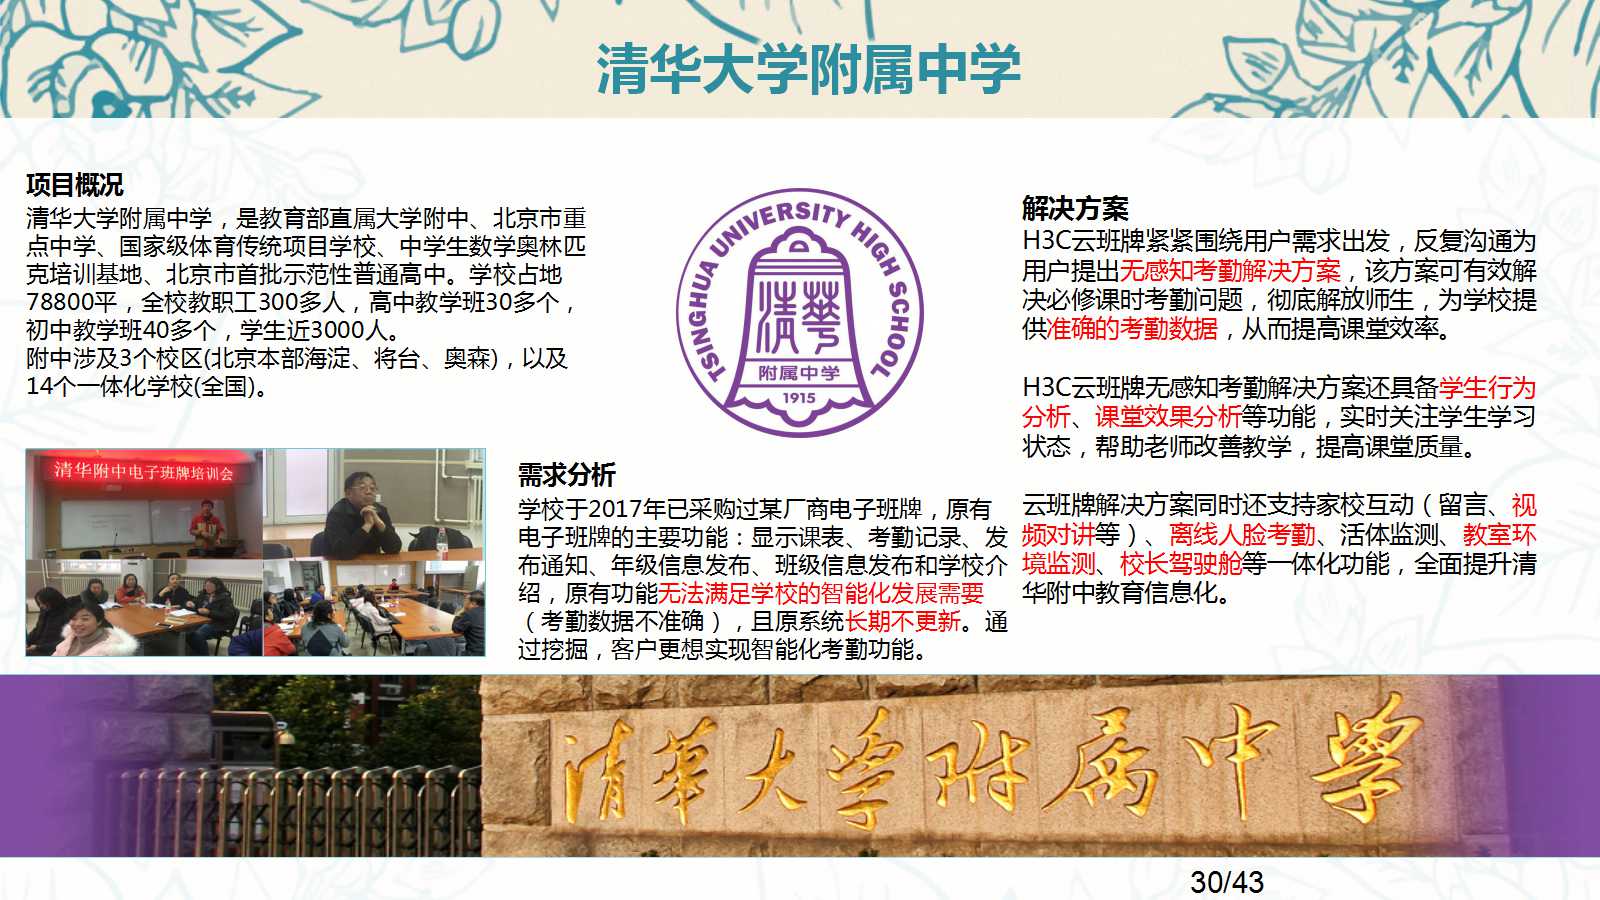 清华大学附属中学
项目概况
清华大学附属中学，是教育部直属大学附中、北京市重
点中学、国家级体育传统项目学校、中学生数学奥林匹
克培训基地、北京市首批示范性普通高中。学校占地
78800平，全校教职工300多人，高中教学班30多个，
初中教学班40多个，学生近3000人。
附中涉及3个校区(北京本部海淀、将台、奥森)，以及
14个一体化学校(全国)。
清华附中电子班牌培训会
TSINGHUA UNIVERSITY HIGH SCHOOL
清華
附属中学
1915
需求分析
学校于2017年已采购过某厂商电子班牌，原有
电子班牌的主要功能：显示课表、考勤记录、发
布通知、年级信息发布、班级信息发布和学校介
绍，原有功能无法满足学校的智能化发展需要
（考勤数据不准确），且原系统长期不更新。通
过挖掘，客户更想实现智能化考勤功能。
解决方案
H3C云班牌紧紧围绕用户需求出发，反复沟通为
用户提出无感知考勤解决方案，该方案可有效解
决必修课时考勤问题，彻底解放师生，为学校提
供准确的考勤数据，从而提高课堂效率。
H3C云班牌无感知考勤解决方案还具备学生行为
分析、课堂效果分析等功能，实时关注学生学习
状态，帮助老师改善教学，提高课堂质量。
云班牌解决方案同时还支持家校互动（留言、视
频对讲等）、离线人脸考勤、活体监测、教室环
境监测、校长驾驶舱等一体化功能，全面提升清
华附中教育信息化。
清華大学附属中學
30/43